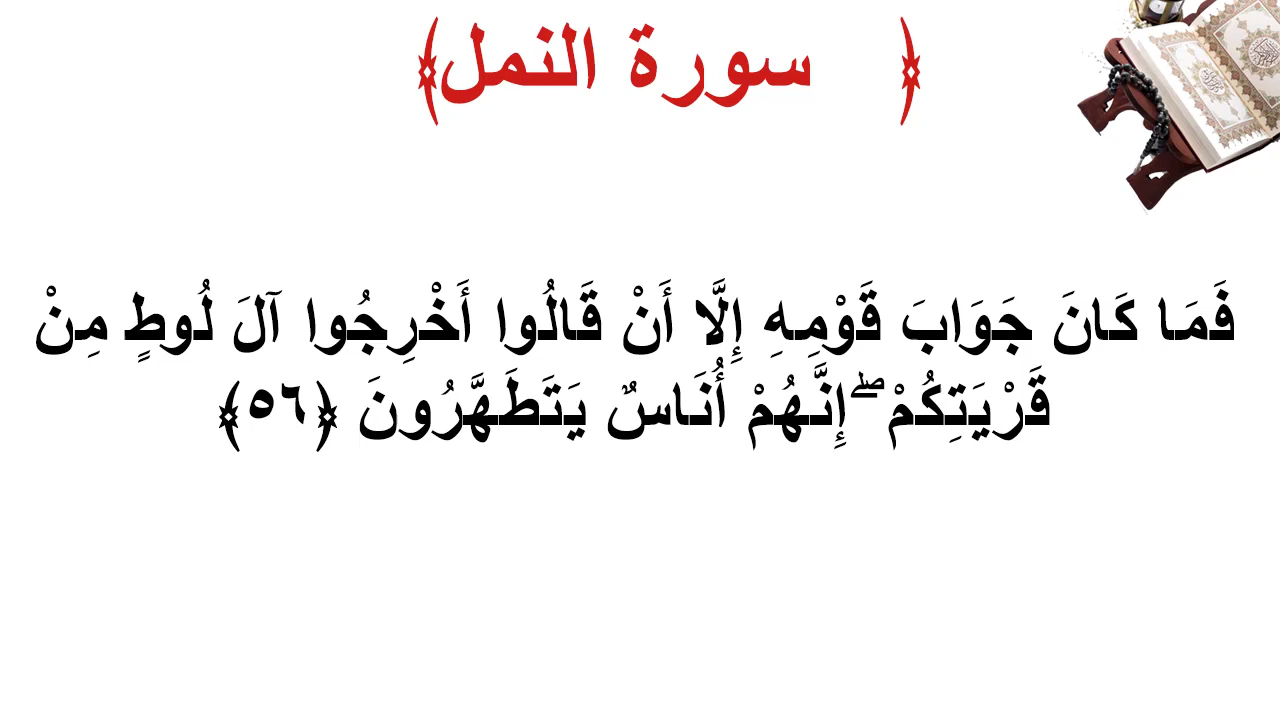 ﴿ سورة النمل﴾
فَمَا كَانَ جَوَابَ قَوْمِهِ إِلَّا أَنْ قَالُوا أَخْرِجُوا آلَ لُوطٍ مِنْ
قَرْيَتِكُمْ ۖ إِنَّهُمْ أُنَاسٌ يَتَطَهَّرُونَ ﴿٥٦﴾